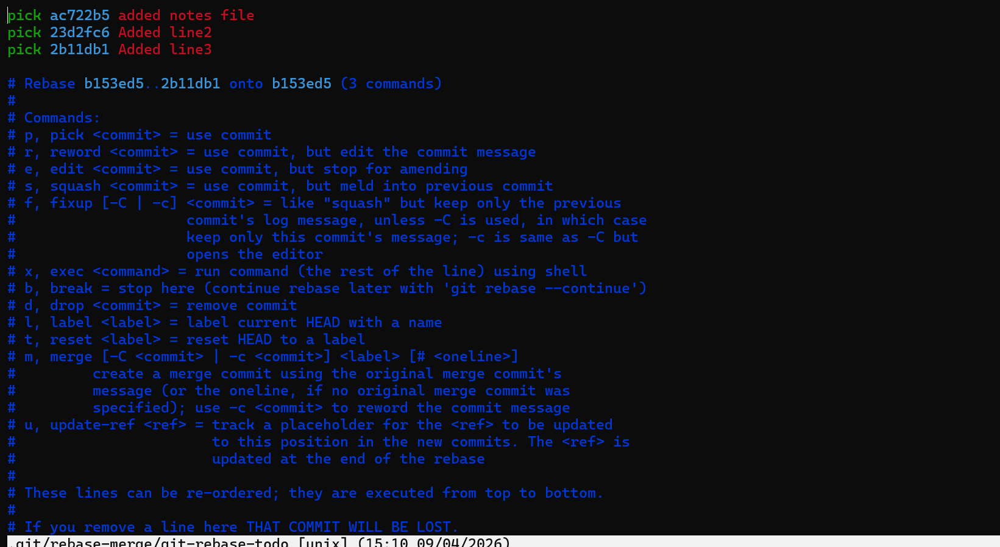 pick ac722b5 added notes file
pick 23d2fc6 Added line2
pick 2b11db1 Added line3

# Rebase b153ed5..2b11db1 onto b153ed5 (3 commands)
#
# Commands:
# p, pick <commit> = use commit
# r, reword <commit> = use commit, but edit the commit message
# e, edit <commit> = use commit, but stop for amending
# s, squash <commit> = use commit, but meld into previous commit
# f, fixup [-C | -c] <commit> = like "squash" but keep only the previous
#                    commit's log message, unless -C is used, in which case
#                    keep only this commit's message; -c is same as -C but
#                    opens the editor
# x, exec <command> = run command (the rest of the line) using shell
# b, break = stop here (continue rebase later with 'git rebase --continue')
# d, drop <commit> = remove commit
# l, label <label> = label current HEAD with a name
# t, reset <label> = reset HEAD to a label
# m, merge [-C <commit> | -c <commit>] <label> [# <oneline>]
#         create a merge commit using the original merge commit's
#         message (or the oneline, if no original merge commit was
#         specified); use -c <commit> to reword the commit message
# u, update-ref <ref> = track a placeholder for the <ref> to be updated
#                       to this position in the new commits. The <ref> is
#                       updated at the end of the rebase
#
# These lines can be re-ordered; they are executed from top to bottom.
#
# If you remove a line here THAT COMMIT WILL BE LOST.
.git/rebase-merge/git-rebase-todo [unix] (15:10 09/04/2026)